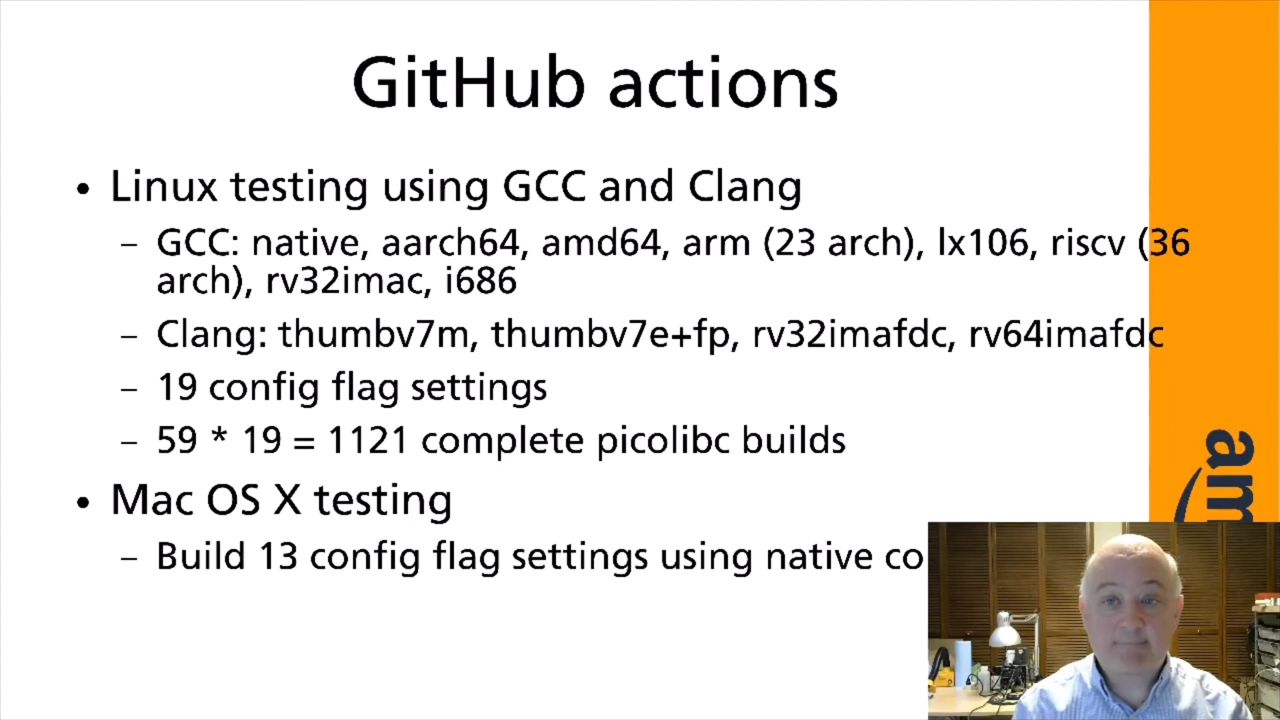 GitHub actions
• Linux testing using GCC and Clang
– GCC: native, aarch64, amd64, arm (23 arch), lx106, riscv (36
arch), rv32imac, i686
– Clang: thumbv7m, thumbv7e+fp, rv32imafdc, rv64imafdc
– 19 config flag settings
– 59 * 19 = 1121 complete picolibc builds
• Mac OS X testing
– Build 13 config flag settings using native co
am